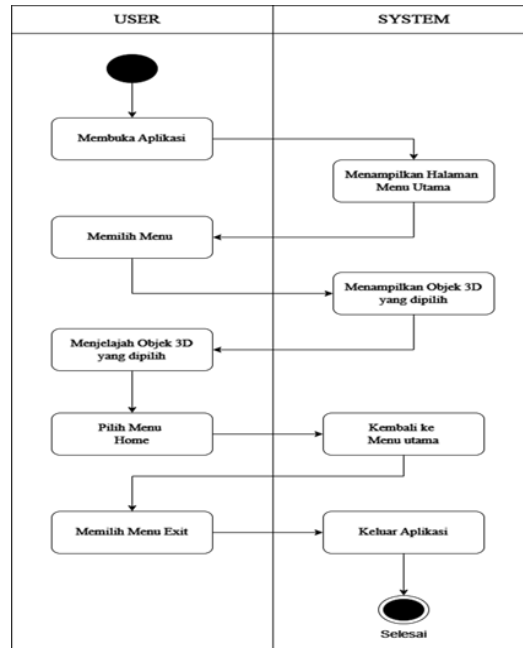 USER
SYSTEM
Membuka Aplikasi
Menampilkan Halaman
Menu Utama
Memilih Menu
Menampilkan Objek 3D
yang dipilih
Menjelajah Objek 3D
yang dipilih
Pilih Menu
Home
Kembali ke
Menu utama
Memilih Menu Exit
Keluar Aplikasi
Selesai